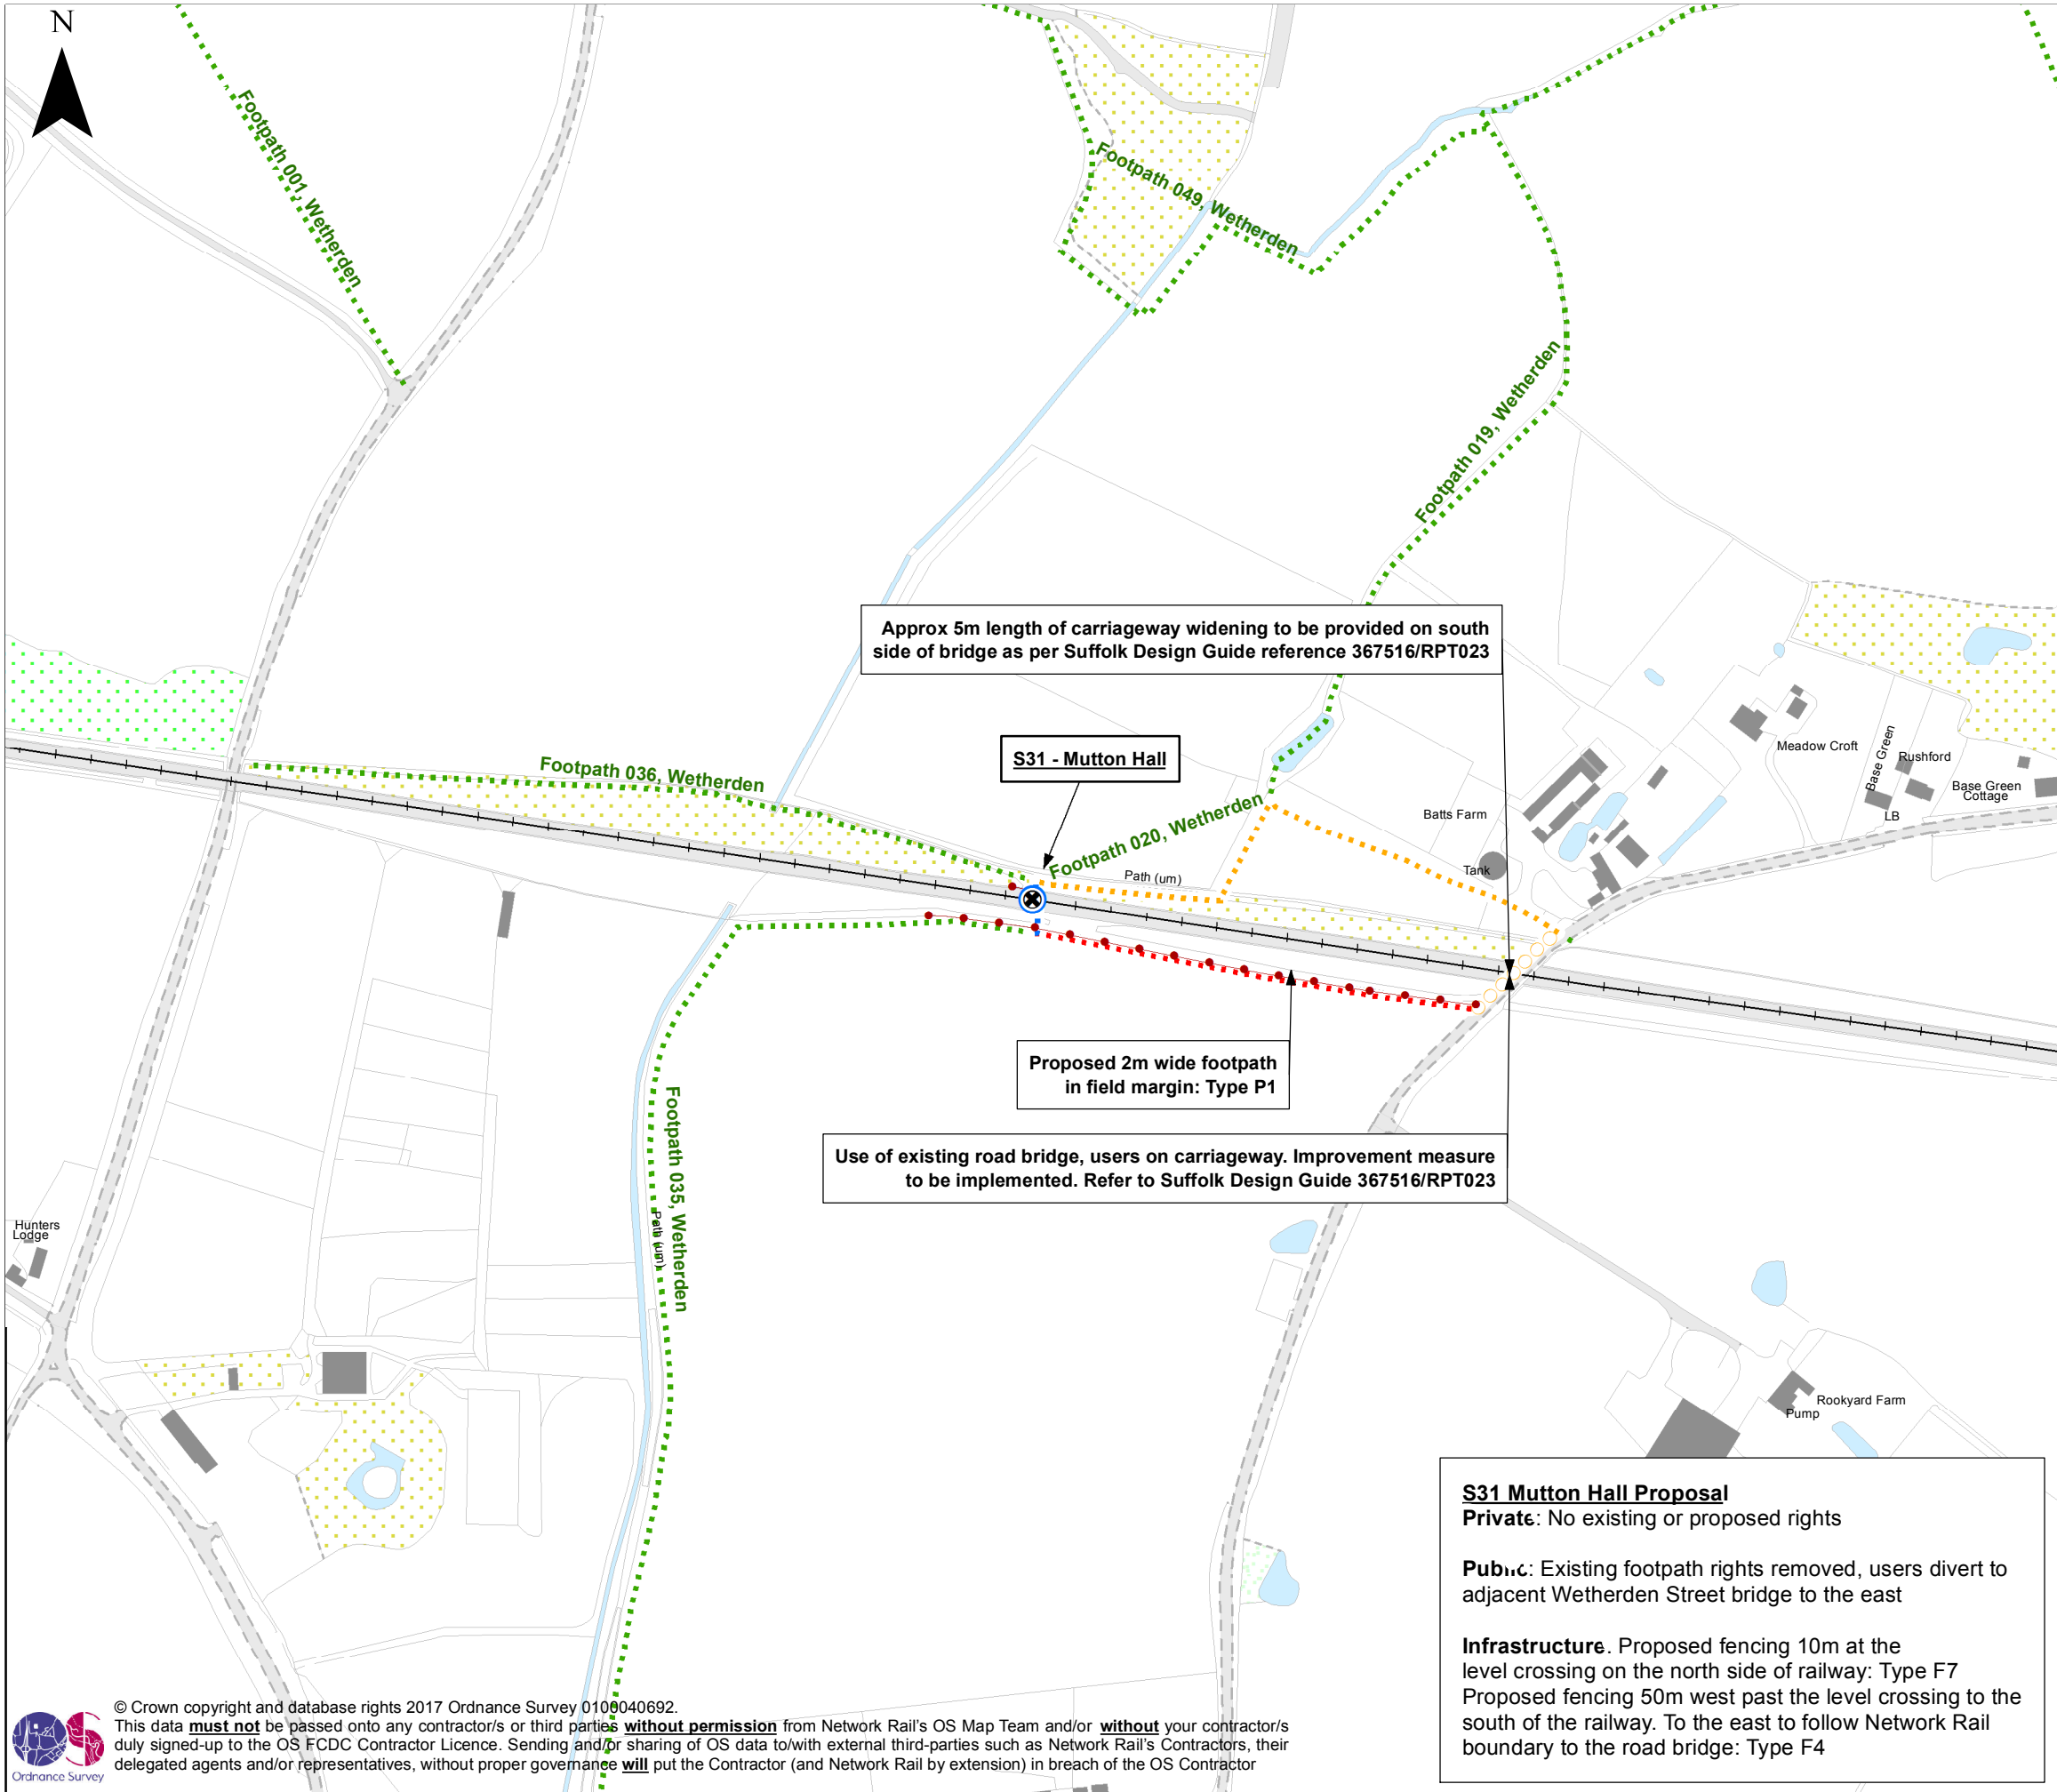 N
Footpath 001, Wetherden
Footpath 049, Wetherden
Footpath 019, Wetherden
Approx 5m length of carriageway widening to be provided on south
side of bridge as per Suffolk Design Guide reference 367516/RPT023
S31 - Mutton Hall
Footpath 036, Wetherden
Footpath 020, Wetherden
Path (um)
Batts Farm
Tank
Meadow Croft
Base Green
Rushford
Base Green
Cottage
LB
Proposed 2m wide footpath
in field margin: Type P1
Use of existing road bridge, users on carriageway. Improvement measure
to be implemented. Refer to Suffolk Design Guide 367516/RPT023
Footpath 035, Wetherden
Path (um)
Hunters
Lodge
Rookyard Farm
Pump
S31 Mutton Hall Proposal
Private: No existing or proposed rights
Public: Existing footpath rights removed, users divert to
adjacent Wetherden Street bridge to the east
Infrastructure. Proposed fencing 10m at the
level crossing on the north side of railway: Type F7
Proposed fencing 50m west past the level crossing to the
south of the railway. To the east to follow Network Rail
boundary to the road bridge: Type F4
© Crown copyright and database rights 2017 Ordnance Survey 0100040692.
This data must not be passed onto any contractor/s or third parties without permission from Network Rail's OS Map Team and/or without your contractor/s
duly signed-up to the OS FCDC Contractor Licence. Sending and/or sharing of OS data to/with external third-parties such as Network Rail's Contractors, their
delegated agents and/or representatives, without proper governance will put the Contractor (and Network Rail by extension) in breach of the OS Contractor
Ordnance Survey